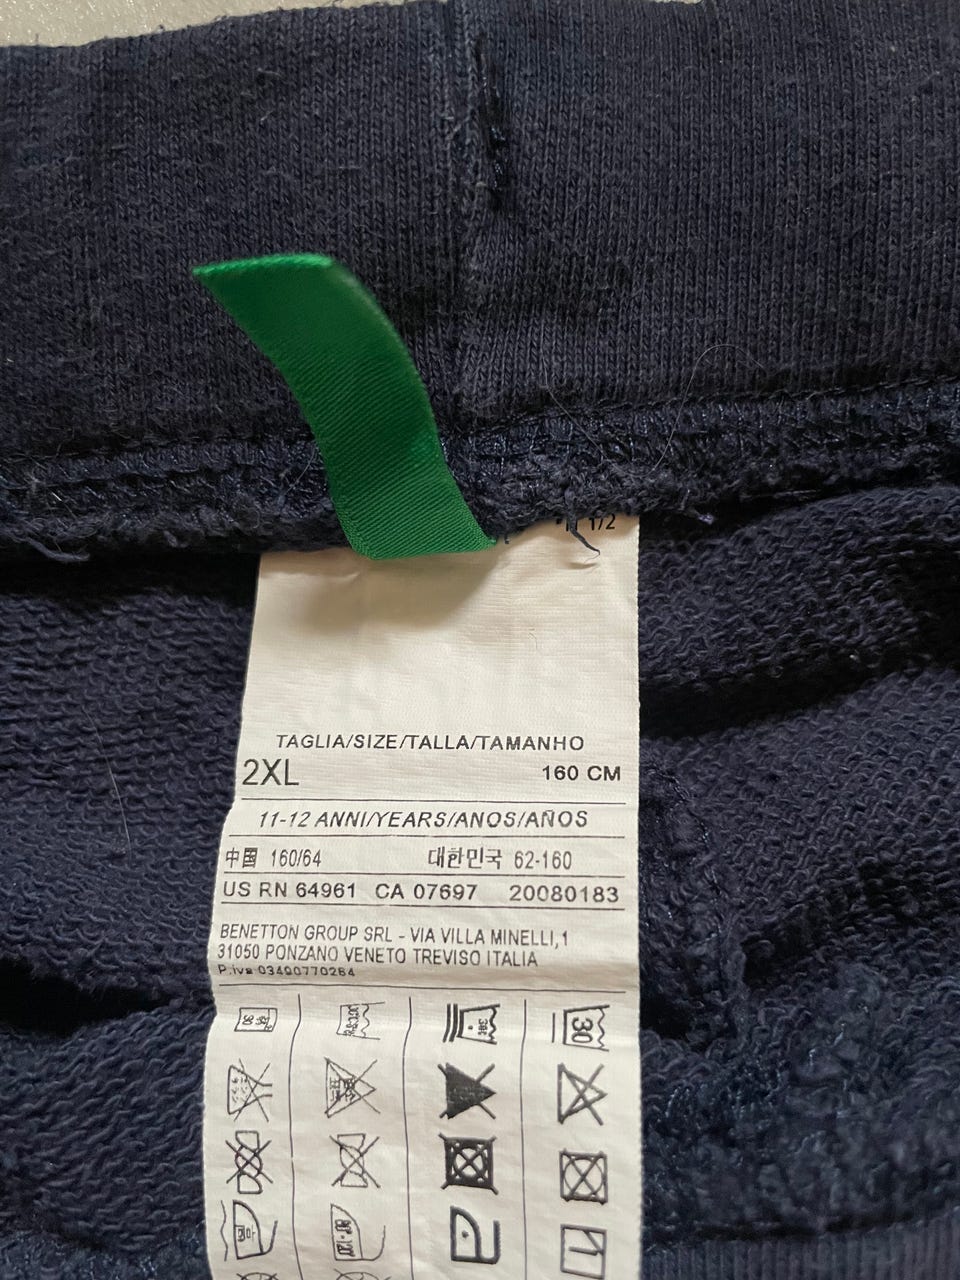 1/2
TAGLIA/SIZE/TALLA/TAMANHO
2XL 160 CM
11-12 ANNI/YEARS/ANOS/AÑOS
中国 160/64 대한민국 62-160
US RN 64961 CA 07697 20080183
BENETTON GROUP SRL - VIA VILLA MINELLI,1
31050 PONZANO VENETO TREVISO ITALIA
P.iva 03490770264
30